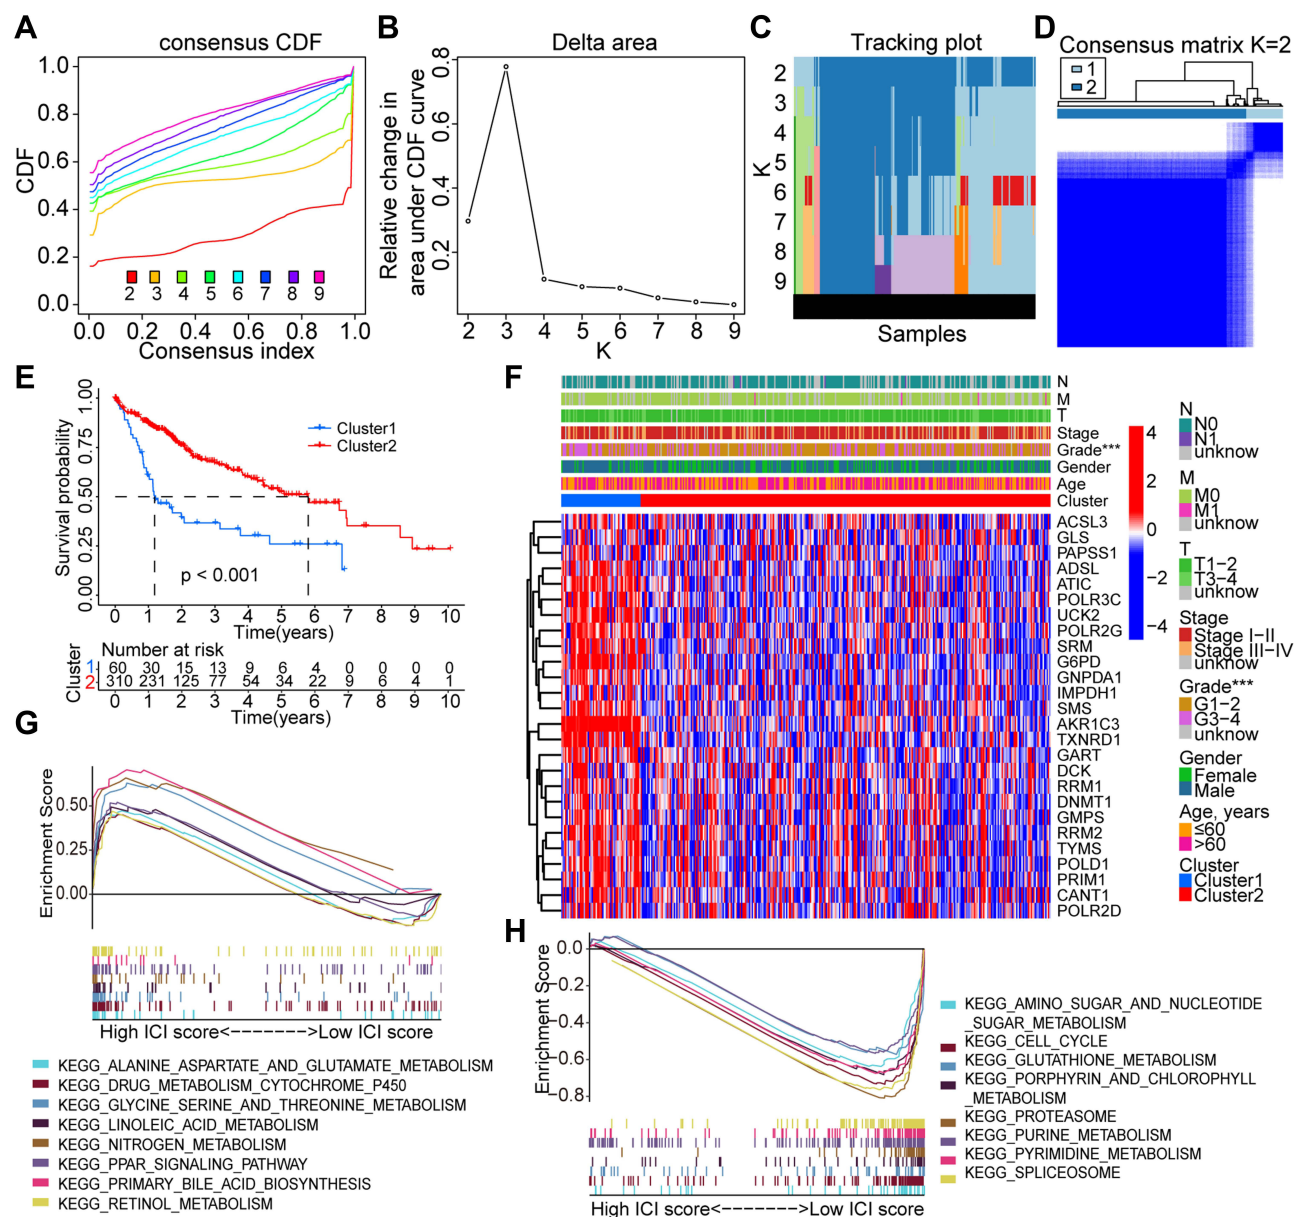 A
consensus CDF
CDF
1.0
0.8
0.6
0.4
0.2
0.0
2 3 4 5 6 7 8 9
0.0 0.2 0.4 0.6 0.8 1.0
Consensus index
B
Delta area
Relative change in
area under CDF curve
0.8
0.6
0.4
0.2
2 3 4 5 6 7 8 9
K
C
Tracking plot
K
2
3
4
5
6
7
8
9
Samples
D
Consensus matrix K=2
1
2
E
Survival probability
1.00
0.75
0.50
0.25
0.00
Cluster1
Cluster2
p < 0.001
0 1 2 3 4 5 6 7 8 9 10
Time(years)
Number at risk
Cluster
1 60 30 15 13 9 6 4 0 0 0 0
2 310 231 125 77 54 34 22 9 6 4 1
0 1 2 3 4 5 6 7 8 9 10
Time(years)
F
N
M
T
Stage
Grade***
Gender
Age
Cluster
ACSL3
GLS
PAPSS1
ADSL
ATIC
POLR3C
UCK2
POLR2G
SRM
G6PD
GNPDA1
IMPDH1
SMS
AKR1C3
TXNRD1
GART
DCK
RRM1
DNMT1
GMPS
RRM2
TYMS
POLD1
PRIM1
CANT1
POLR2D
4
2
0
−2
−4
N
N0
N1
unknow
M
M0
M1
unknow
T
T1−2
T3−4
unknow
Stage
Stage I−II
Stage III−IV
unknow
Grade***
G1−2
G3−4
unknow
Gender
Female
Male
Age, years
≤60
>60
Cluster
Cluster1
Cluster2
G
Enrichment Score
0.50
0.25
0.00
High ICI score<−−−−−−−>Low ICI score
KEGG_ALANINE_ASPARTATE_AND_GLUTAMATE_METABOLISM
KEGG_DRUG_METABOLISM_CYTOCHROME_P450
KEGG_GLYCINE_SERINE_AND_THREONINE_METABOLISM
KEGG_LINOLEIC_ACID_METABOLISM
KEGG_NITROGEN_METABOLISM
KEGG_PPAR_SIGNALING_PATHWAY
KEGG_PRIMARY_BILE_ACID_BIOSYNTHESIS
KEGG_RETINOL_METABOLISM
H
Enrichment Score
0.0
−0.2
−0.4
−0.6
−0.8
High ICI score<−−−−−−−−>Low ICI score
KEGG_AMINO_SUGAR_AND_NUCLEOTIDE
_SUGAR_METABOLISM
KEGG_CELL_CYCLE
KEGG_GLUTATHIONE_METABOLISM
KEGG_PORPHYRIN_AND_CHLOROPHYLL
_METABOLISM
KEGG_PROTEASOME
KEGG_PURINE_METABOLISM
KEGG_PYRIMIDINE_METABOLISM
KEGG_SPLICEOSOME